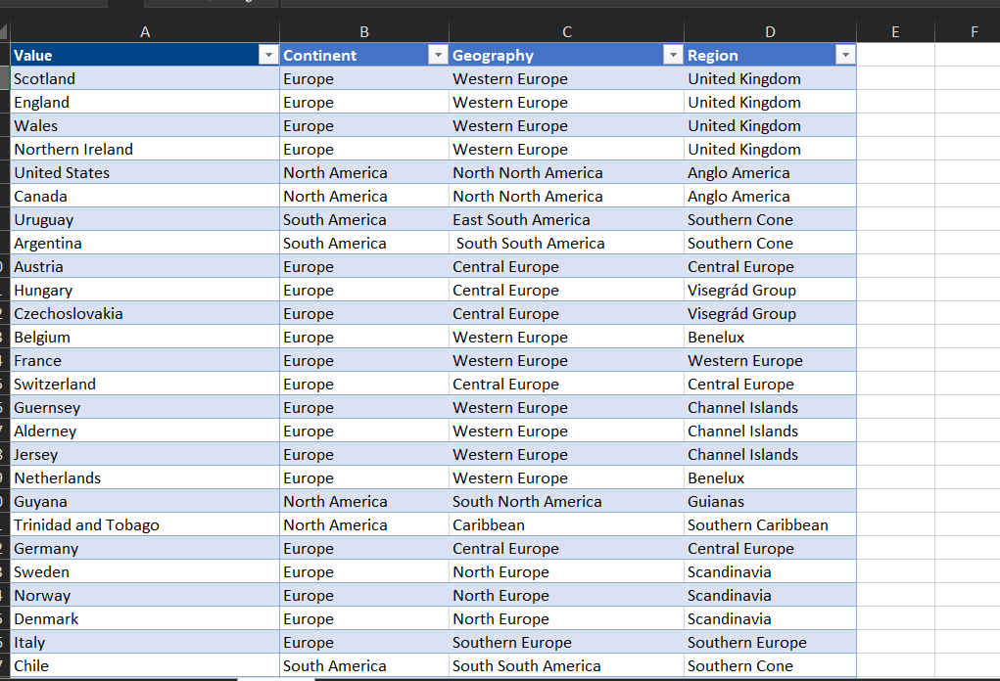 A B C D E F
Value Continent Geography Region
Scotland Europe Western Europe United Kingdom
England Europe Western Europe United Kingdom
Wales Europe Western Europe United Kingdom
Northern Ireland Europe Western Europe United Kingdom
United States North America North North America Anglo America
Canada North America North North America Anglo America
Uruguay South America East South America Southern Cone
Argentina South America South South America Southern Cone
Austria Europe Central Europe Central Europe
Hungary Europe Central Europe Visegrád Group
Czechoslovakia Europe Central Europe Visegrád Group
Belgium Europe Western Europe Benelux
France Europe Western Europe Western Europe
Switzerland Europe Central Europe Central Europe
Guernsey Europe Western Europe Channel Islands
Alderney Europe Western Europe Channel Islands
Jersey Europe Western Europe Channel Islands
Netherlands Europe Western Europe Benelux
Guyana North America South North America Guianas
Trinidad and Tobago North America Caribbean Southern Caribbean
Germany Europe Central Europe Central Europe
Sweden Europe North Europe Scandinavia
Norway Europe North Europe Scandinavia
Denmark Europe North Europe Scandinavia
Italy Europe Southern Europe Southern Europe
Chile South America South South America Southern Cone